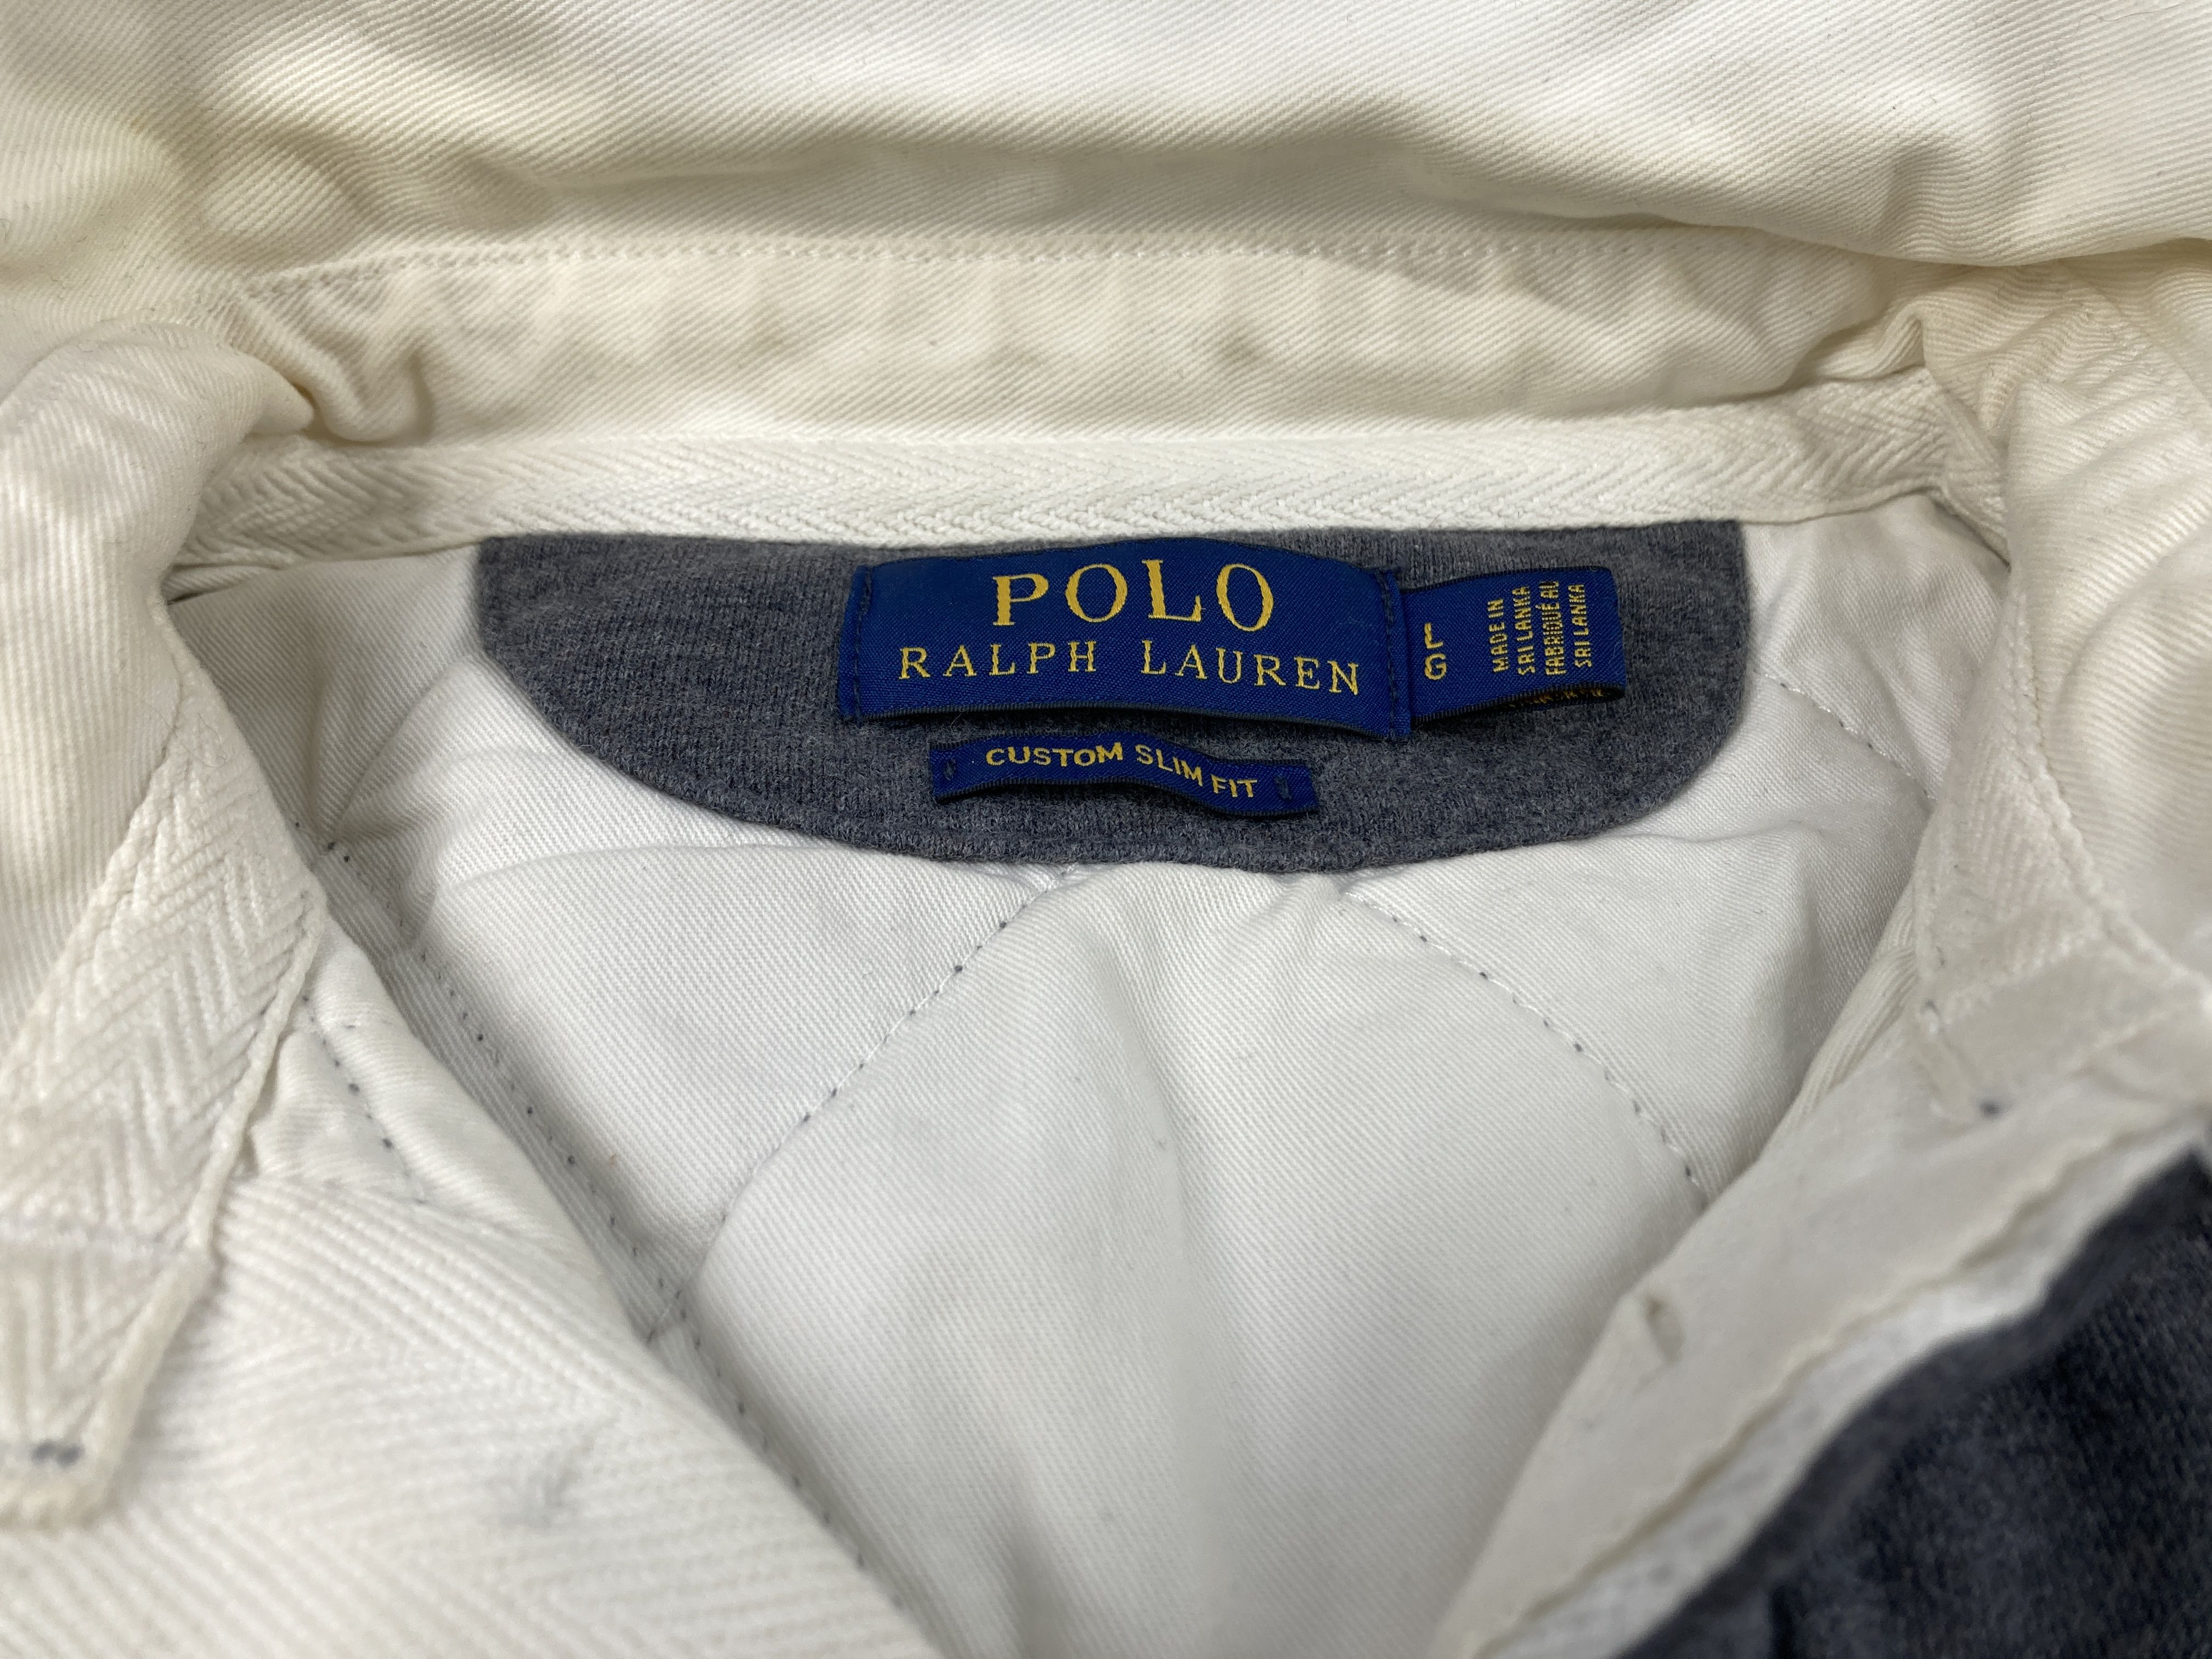 POLO
RALPH LAUREN
L
G
MADE IN
SRI LANKA
FABRIQUÉ AU
SRI LANKA
CUSTOM SLIM FIT